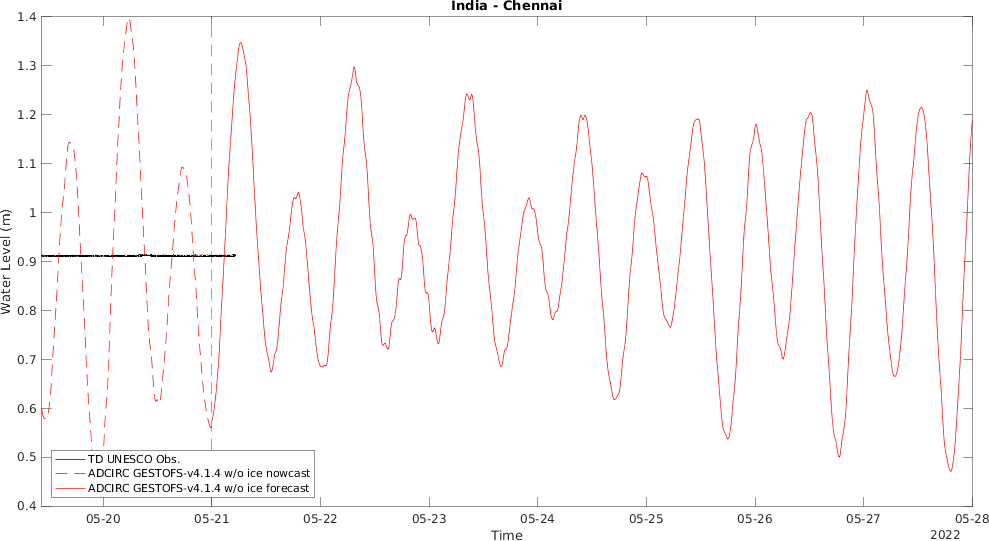 India - Chennai
1.4
1.3
1.2
1.1
1
0.9
0.8
0.7
0.6
0.5
0.4
Water Level (m)
TD UNESCO Obs.
ADCIRC GESTOFS-v4.1.4 w/o ice nowcast
ADCIRC GESTOFS-v4.1.4 w/o ice forecast
05-20 05-21 05-22 05-23 05-24 05-25 05-26 05-27 05-28
Time
2022